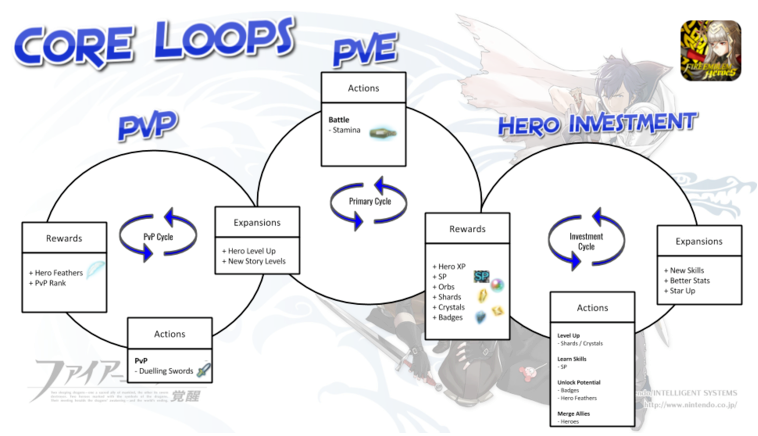 CORE LOOPS
PVE
FIRE EMBLEM
HEROES
PVP
HERO INVESTMENT
Actions
Battle
- Stamina
Primary Cycle
Rewards
+ Hero Feathers
+ PvP Rank
PvP Cycle
Expansions
+ Hero Level Up
+ New Story Levels
Actions
PvP
- Duelling Swords
Rewards
+ Hero XP
+ SP
SP
+ Orbs
+ Shards
+ Crystals
+ Badges
Investment
Cycle
Expansions
+ New Skills
+ Better Stats
+ Star Up
Actions
Level Up
- Shards / Crystals
Learn Skills
- SP
Unlock Potential
- Badges
- Hero Feathers
Merge Allies
- Heroes
ファイアー
覚醒
INTELLIGENT SYSTEMS
http://www.nintendo.co.jp/